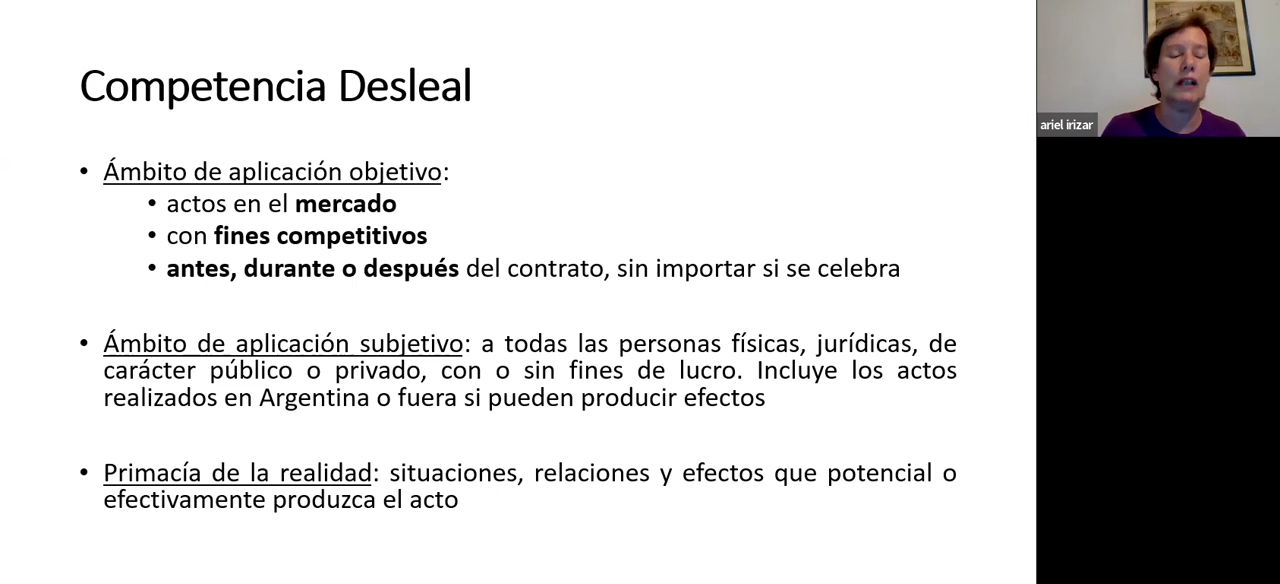 Competencia Desleal
• Ámbito de aplicación objetivo:
• actos en el mercado
• con fines competitivos
• antes, durante o después del contrato, sin importar si se celebra
• Ámbito de aplicación subjetivo: a todas las personas físicas, jurídicas, de
carácter público o privado, con o sin fines de lucro. Incluye los actos
realizados en Argentina o fuera si pueden producir efectos
• Primacía de la realidad: situaciones, relaciones y efectos que potencial o
efectivamente produzca el acto
ariel irizar